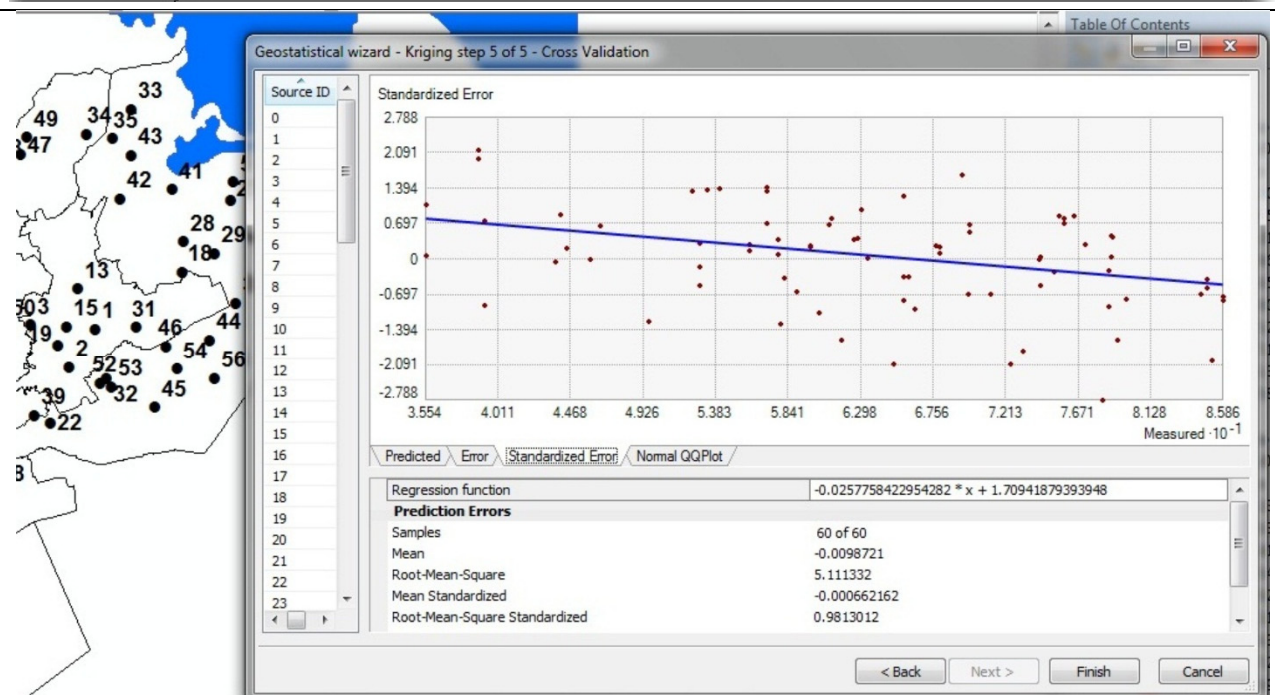 Table Of Contents
Geostatistical wizard - Kriging step 5 of 5 - Cross Validation
Source ID
0
1
2
3
4
5
6
7
8
9
10
11
12
13
14
15
16
17
18
19
20
21
22
23
Standardized Error
2.788
2.091
1.394
0.697
0
-0.697
-1.394
-2.091
-2.788
3.554 4.011 4.468 4.926 5.383 5.841 6.298 6.756 7.213 7.671 8.128 8.586
Measured ·10⁻¹
Predicted Error Standardized Error Normal QQPlot
Regression function -0.0257758422954282 * x + 1.70941879393948
Prediction Errors
Samples 60 of 60
Mean -0.0098721
Root-Mean-Square 5.111332
Mean Standardized -0.000662162
Root-Mean-Square Standardized 0.9813012
< Back Next > Finish Cancel
33
49 34 35
43
47
41
42
28
29
18
13
3 15 1 31
19 46 44
2 54
52 53 56
32 45
39
22